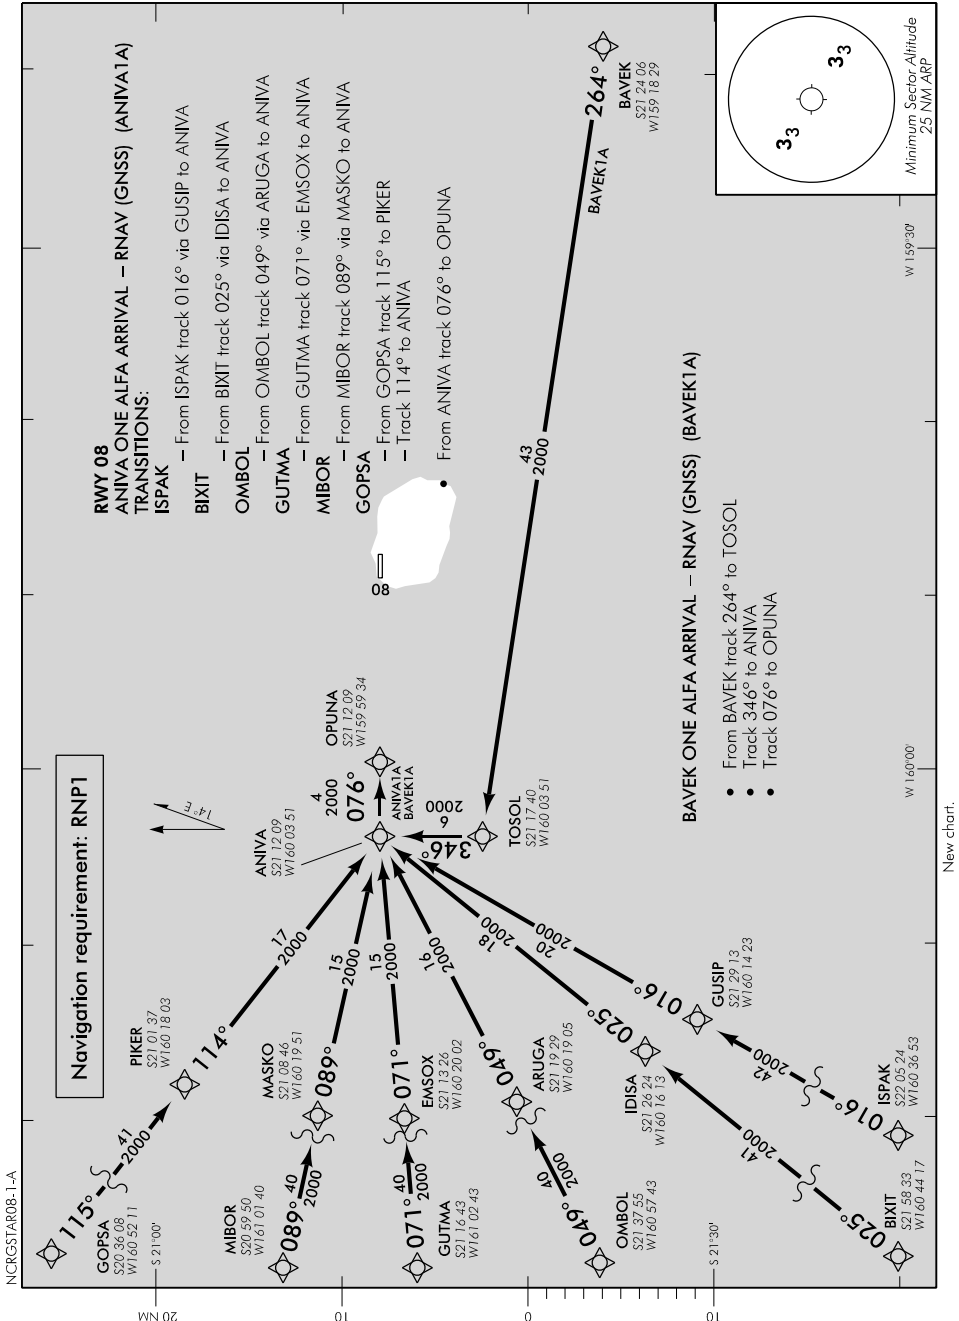 NCRGSTAR08-1-A
Navigation requirement: RNP1
14°E
RWY 08
ANIVA ONE ALFA ARRIVAL – RNAV (GNSS) (ANIVA1A)
TRANSITIONS:
ISPAK
– From ISPAK track 016° via GUSIP to ANIVA
BIXIT
– From BIXIT track 025° via IDISA to ANIVA
OMBOL
– From OMBOL track 049° via ARUGA to ANIVA
GUTMA
– From GUTMA track 071° via EMSOX to ANIVA
MIBOR
– From MIBOR track 089° via MASKO to ANIVA
GOPSA
– From GOPSA track 115° to PIKER
– Track 114° to ANIVA
• From ANIVA track 076° to OPUNA
08
GOPSA
S20 36 08
W160 52 11
115°
41
2000
PIKER
S21 01 37
W160 18 03
114°
17
2000
MIBOR
S20 59 50
W161 01 40
089°
40
2000
MASKO
S21 08 46
W160 19 51
089°
15
2000
GUTMA
S21 16 43
W161 02 43
071°
40
2000
EMSOX
S21 13 26
W160 20 02
071°
15
2000
OMBOL
S21 37 55
W160 57 43
049°
40
2000
ARUGA
S21 19 29
W160 19 05
049°
16
2000
BIXIT
S21 58 33
W160 44 17
025°
41
2000
IDISA
S21 26 24
W160 16 13
025°
18
2000
ISPAK
S22 05 24
W160 36 53
016°
42
2000
GUSIP
S21 29 13
W160 14 23
016°
20
2000
ANIVA
S21 12 09
W160 03 51
4
2000
076°
ANIVA1A
BAVEK1A
OPUNA
S21 12 09
W159 59 34
346°
6
2000
TOSOL
S21 17 40
W160 03 51
43
2000
BAVEK1A
264°
BAVEK
S21 24 06
W159 18 29
BAVEK ONE ALFA ARRIVAL – RNAV (GNSS) (BAVEK1A)
• From BAVEK track 264° to TOSOL
• Track 346° to ANIVA
• Track 076° to OPUNA
33
33
Minimum Sector Altitude
25 NM ARP
S 21°00'
S 21°30'
W 160°00'
W 159°30'
20 NM
10
0
10
New chart.